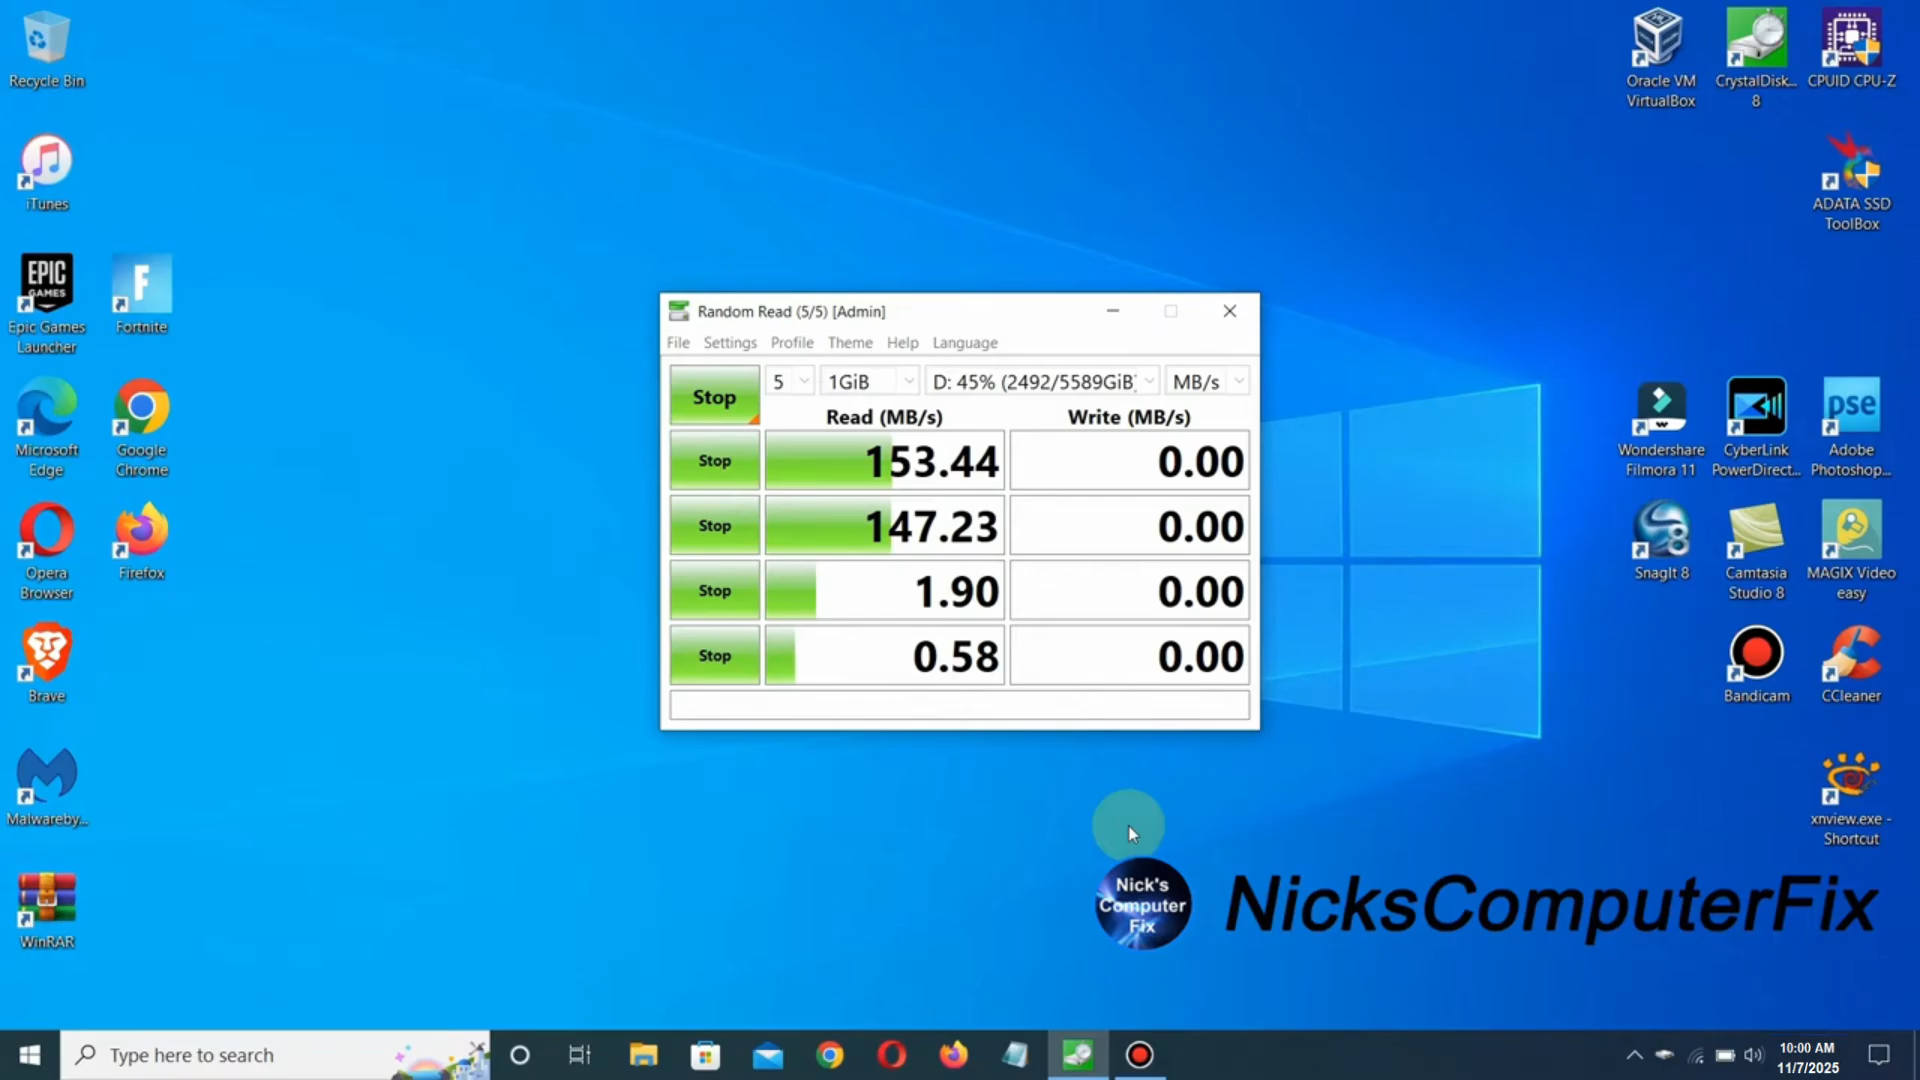 Recycle Bin
iTunes
EPIC
GAMES
Epic Games
Launcher
F
Fortnite
Microsoft
Edge
Google
Chrome
Opera
Browser
Firefox
Brave
Malwareby...
WinRAR
Oracle VM
VirtualBox
CrystalDisk...
8
CPUID CPU-Z
ADATA SSD
ToolBox
Wondershare
Filmora 11
CyberLink
PowerDirect...
pse
Adobe
Photoshop...
SnagIt 8
Camtasia
Studio 8
MAGIX Video
easy
Bandicam
CCleaner
xnview.exe -
Shortcut
Random Read (5/5) [Admin]
File Settings Profile Theme Help Language
Stop 5 1GiB D: 45% (2492/5589GiB) MB/s
Read (MB/s) Write (MB/s)
Stop 153.44 0.00
Stop 147.23 0.00
Stop 1.90 0.00
Stop 0.58 0.00
Nick's
Computer
Fix
NicksComputerFix
Type here to search
10:00 AM
11/7/2025